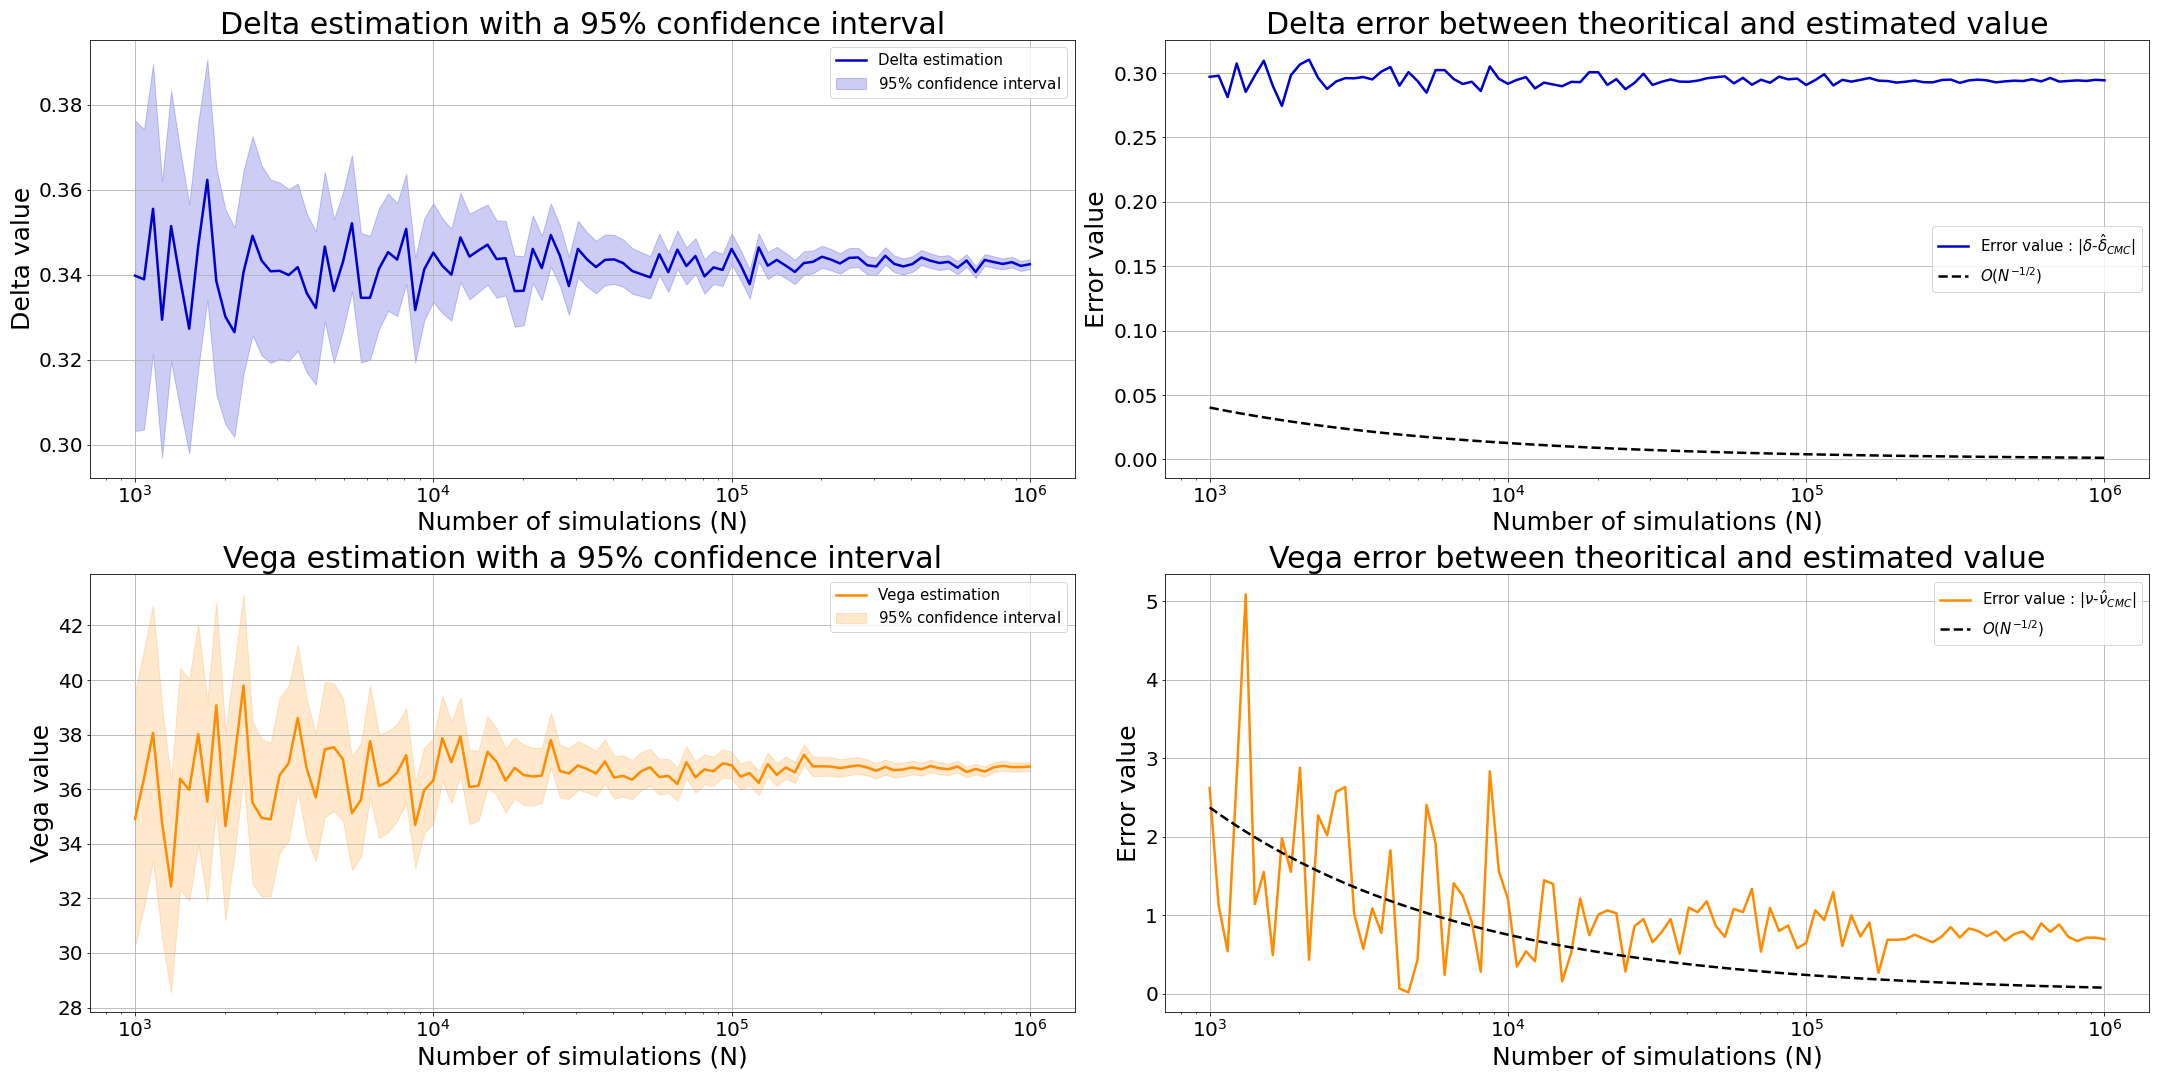 Delta estimation with a 95% confidence interval
Delta value
0.38
0.36
0.34
0.32
0.30
Delta estimation
95% confidence interval
10³
10⁴
10⁵
10⁶
Number of simulations (N)
Delta error between theoritical and estimated value
Error value
0.30
0.25
0.20
0.15
0.10
0.05
0.00
Error value : |δ-δ̂_CMC|
O(N^−1/2)
10³
10⁴
10⁵
10⁶
Number of simulations (N)
Vega estimation with a 95% confidence interval
Vega value
42
40
38
36
34
32
30
28
Vega estimation
95% confidence interval
10³
10⁴
10⁵
10⁶
Number of simulations (N)
Vega error between theoritical and estimated value
Error value
5
4
3
2
1
0
Error value : |ν-ν̂_CMC|
O(N^−1/2)
10³
10⁴
10⁵
10⁶
Number of simulations (N)